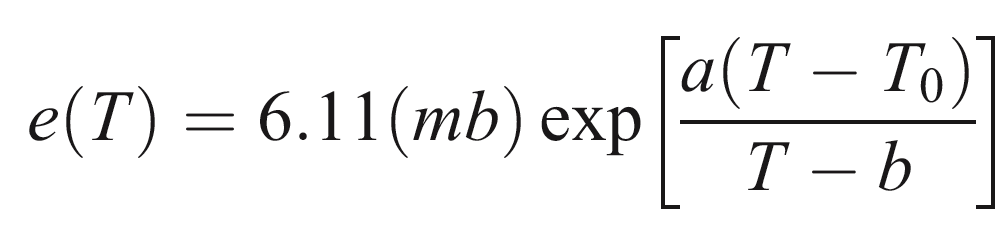 e(T) = 6.11(mb) exp[a(T − T₀) / T − b]